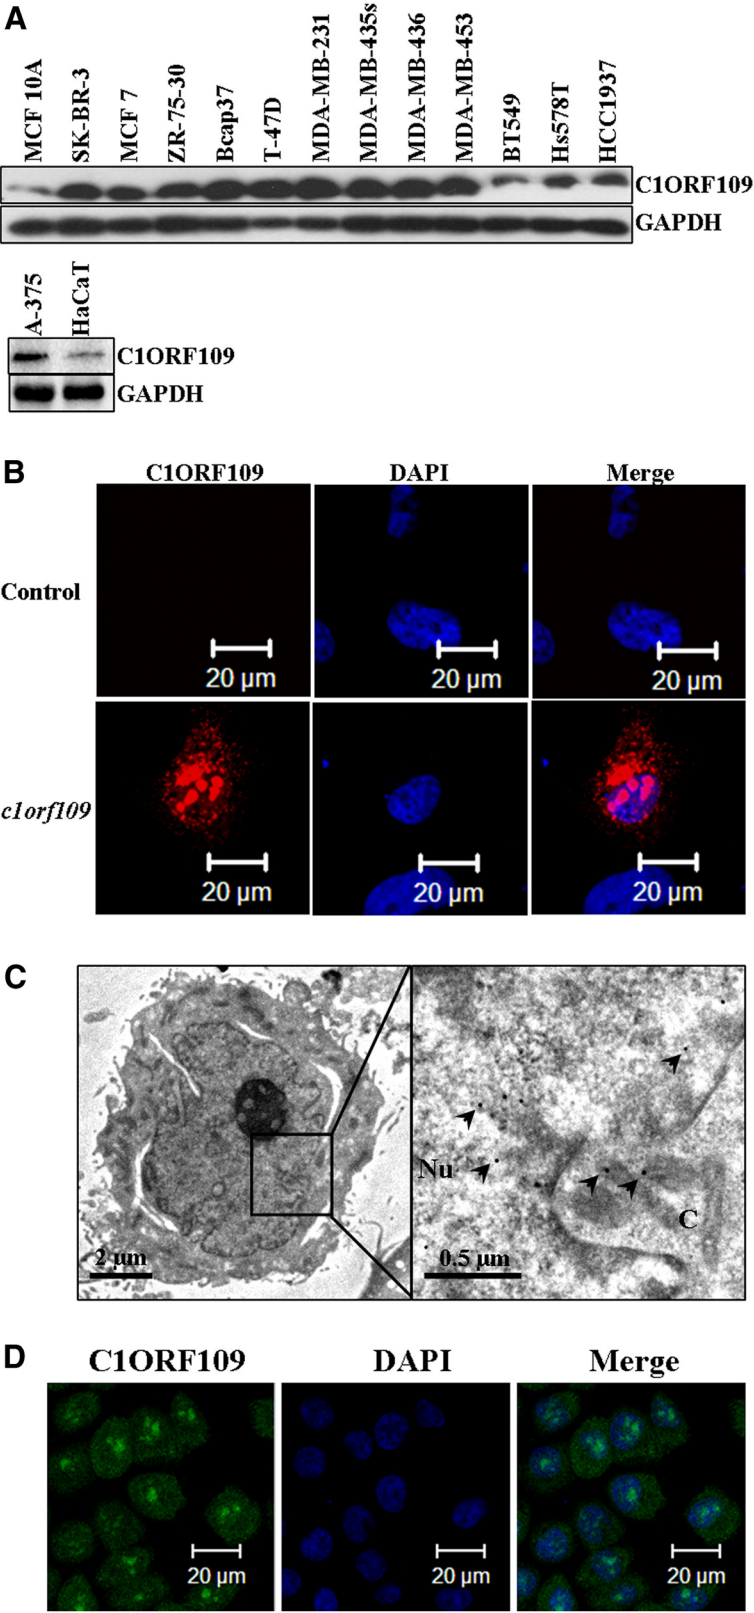 A
MCF 10A
SK-BR-3
MCF 7
ZR-75-30
Bcap37
T-47D
MDA-MB-231
MDA-MB-435s
MDA-MB-436
MDA-MB-453
BT549
Hs578T
HCC1937
C1ORF109
GAPDH
A-375
HaCaT
C1ORF109
GAPDH
B
C1ORF109 DAPI Merge
Control
20 µm 20 µm 20 µm
c1orf109
20 µm 20 µm 20 µm
C
Nu
C
2 µm 0.5 µm
D
C1ORF109 DAPI Merge
20 µm 20 µm 20 µm